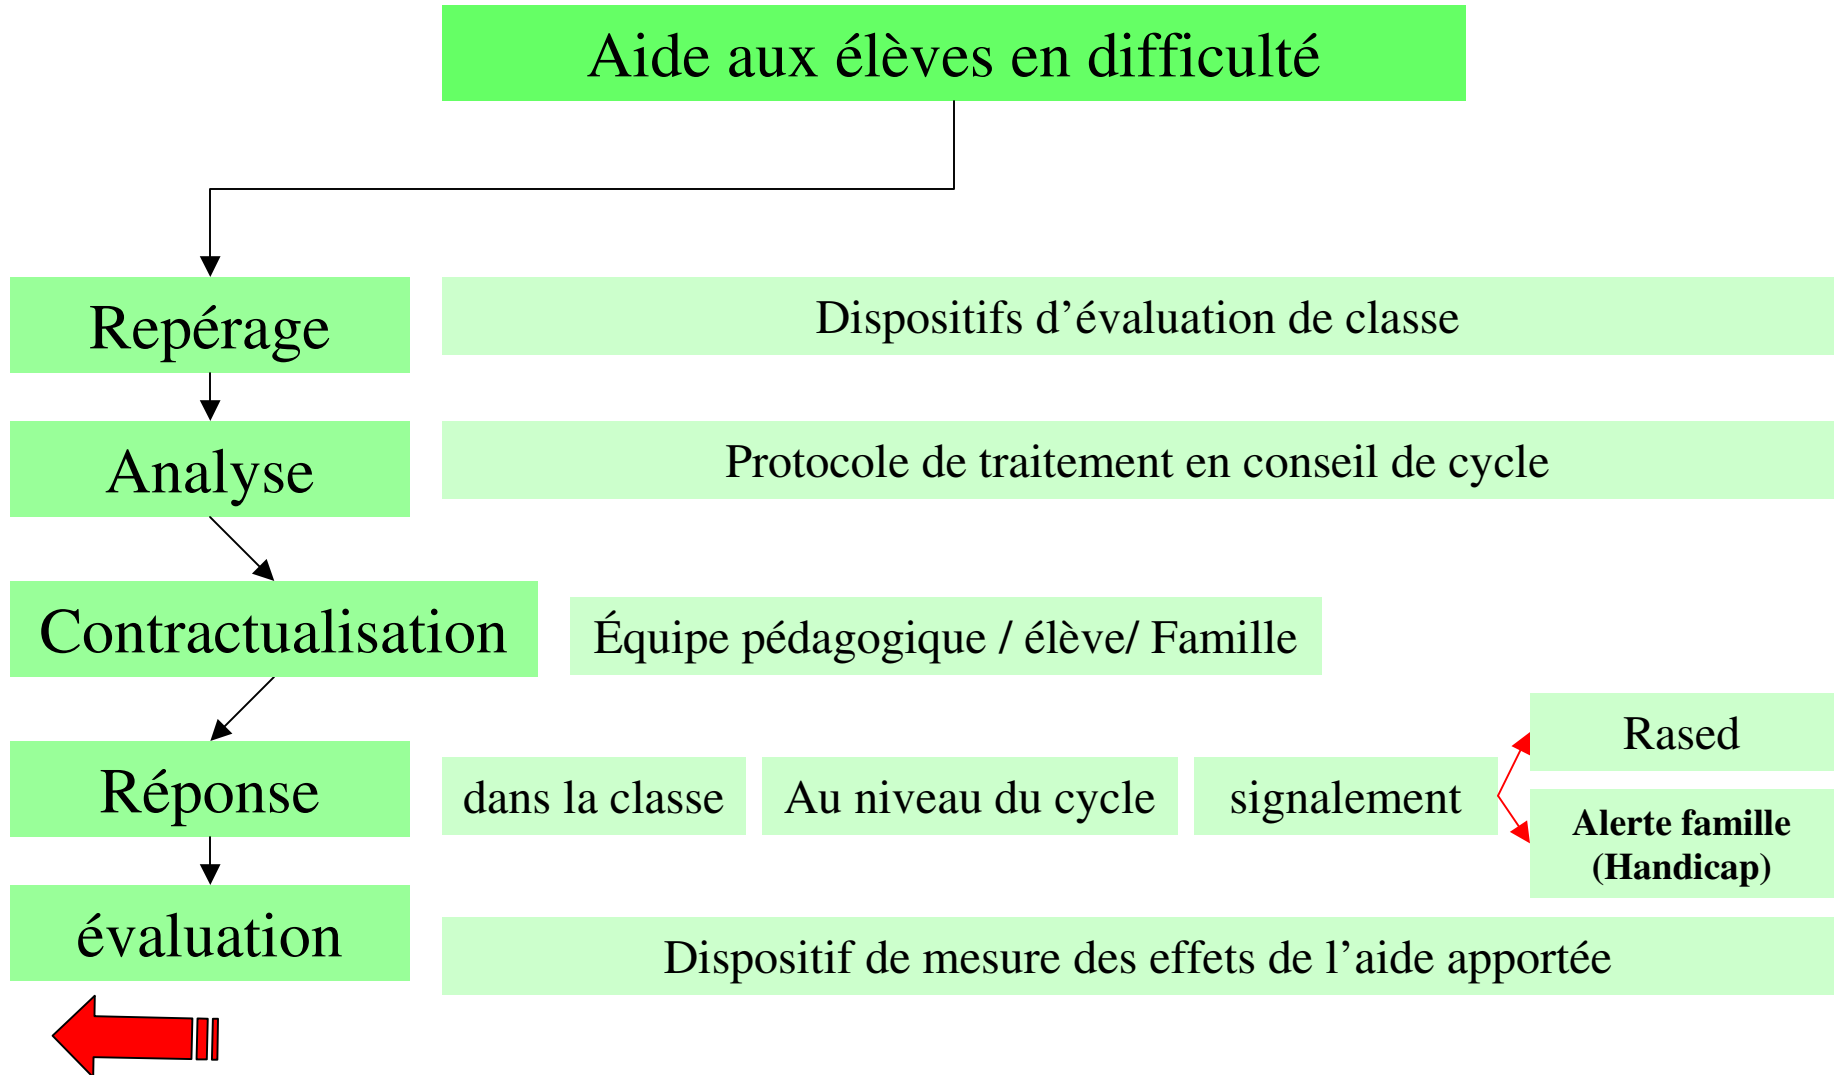 Aide aux élèves en difficulté
Repérage
Dispositifs d’évaluation de classe
Analyse
Protocole de traitement en conseil de cycle
Contractualisation
Équipe pédagogique / élève/ Famille
Réponse
dans la classe
Au niveau du cycle
signalement
Rased
Alerte famille
(Handicap)
évaluation
Dispositif de mesure des effets de l’aide apportée